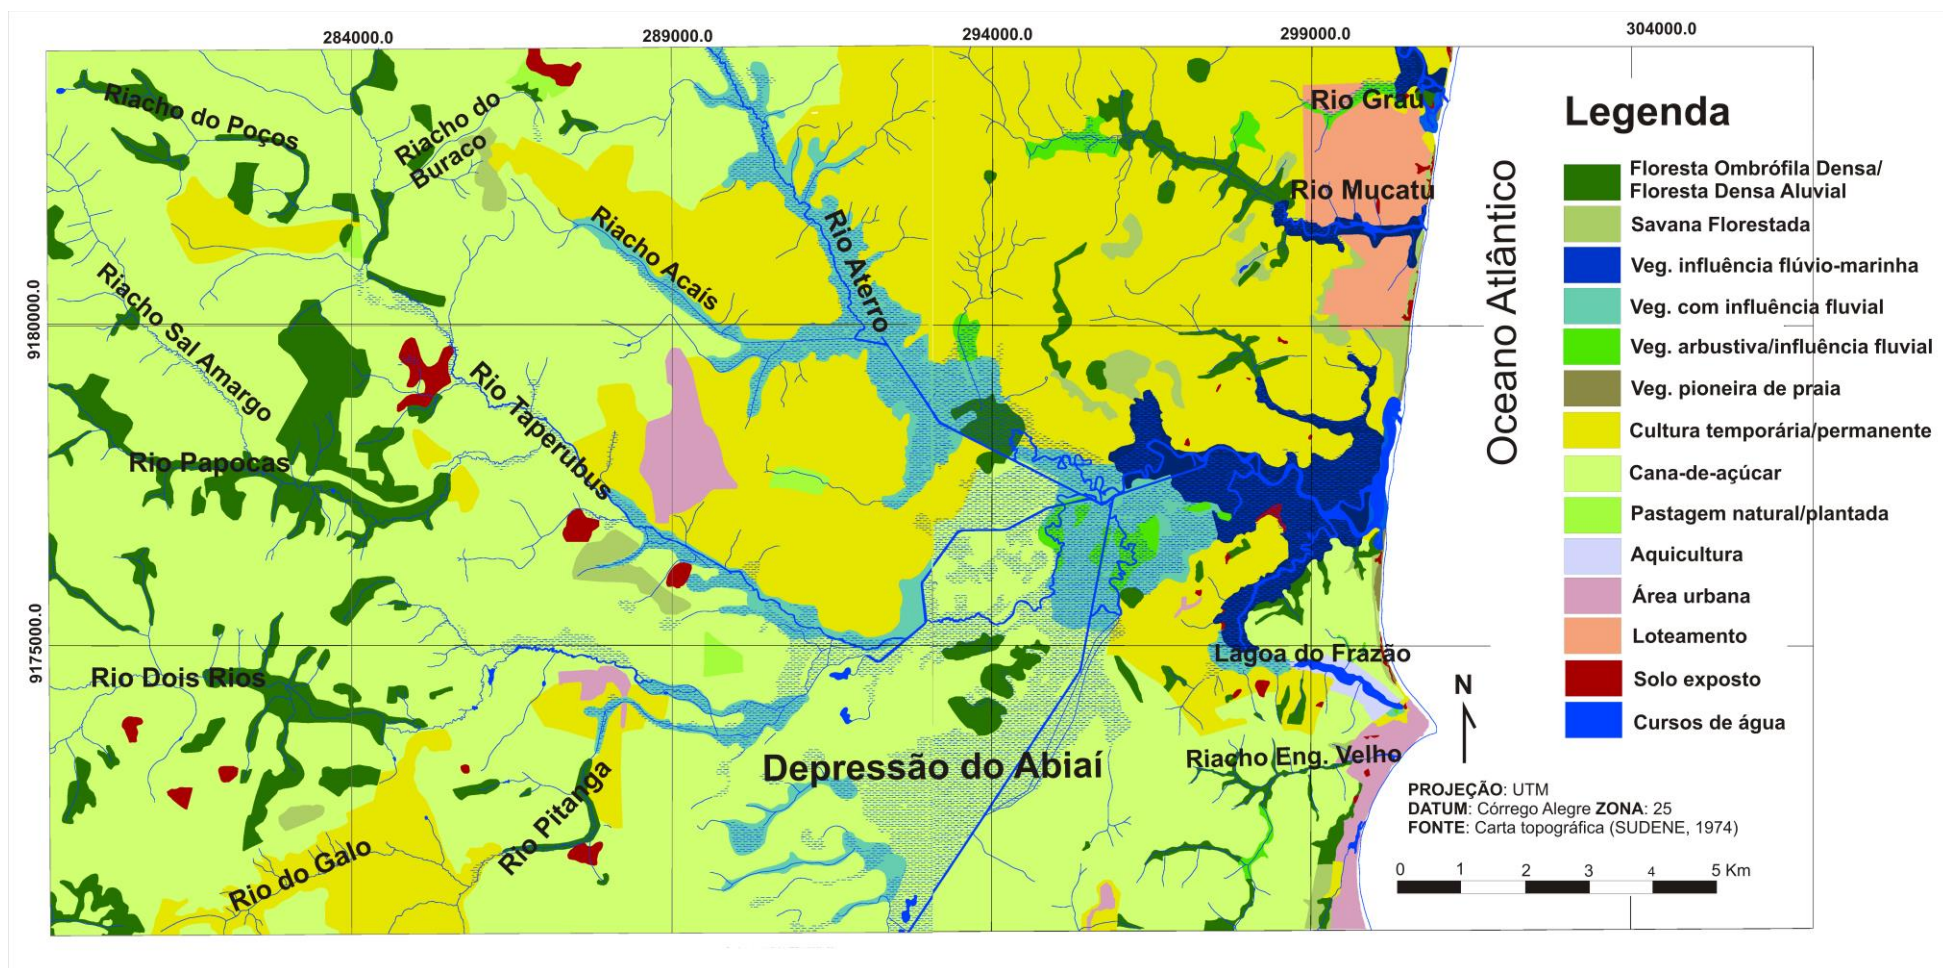 284000.0
289000.0
294000.0
299000.0
304000.0
Riacho do Poços
Riacho do
Buraco
Rio Graú
Rio Mucatu
Riacho Acaís
Rio Aterro
Oceano Atlântico
9180000.0
Riacho Sal Amargo
Rio Taperubus
Rio Papocas
9175000.0
Rio Dois Rios
Lagoa do Frazão
Depressão do Abiaí
Riacho Eng. Velho
Rio Pitanga
Rio do Galo
Legenda
Floresta Ombrófila Densa/
Floresta Densa Aluvial
Savana Florestada
Veg. influência flúvio-marinha
Veg. com influência fluvial
Veg. arbustiva/influência fluvial
Veg. pioneira de praia
Cultura temporária/permanente
Cana-de-açúcar
Pastagem natural/plantada
Aquicultura
Área urbana
Loteamento
Solo exposto
Cursos de água
N
PROJEÇÃO: UTM
DATUM: Córrego Alegre ZONA: 25
FONTE: Carta topográfica (SUDENE, 1974)
0 1 2 3 4 5 Km